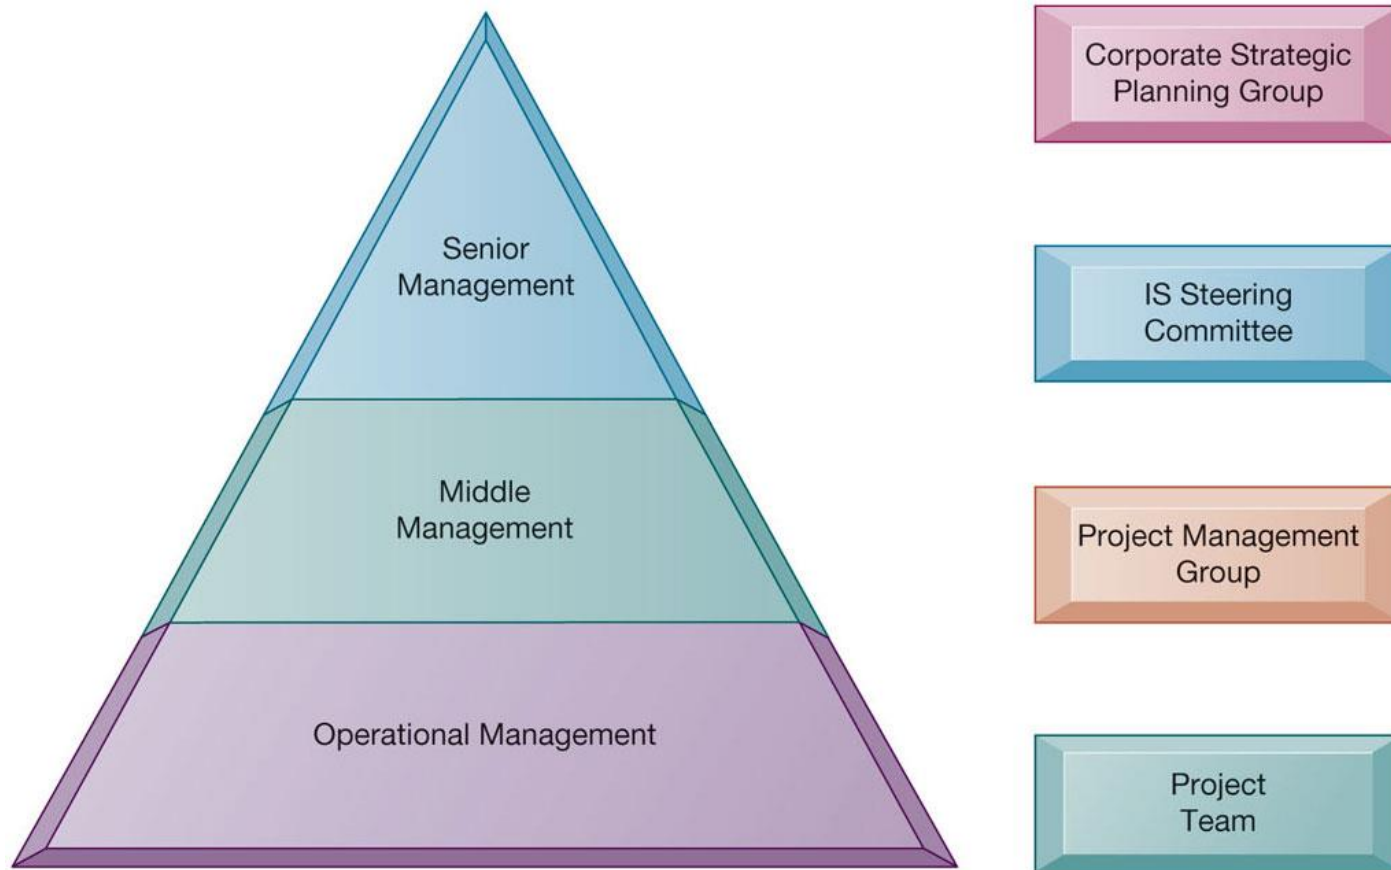 Senior
Management
Middle
Management
Operational Management
Corporate Strategic
Planning Group
IS Steering
Committee
Project Management
Group
Project
Team